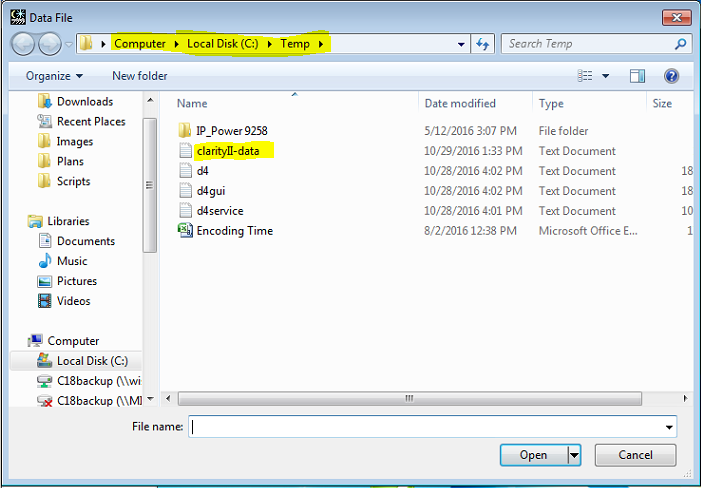 Data File
Computer Local Disk (C:) Temp Search Temp
Organize New folder
Name Date modified Type Size
IP_Power 9258 5/12/2016 3:07 PM File folder
clarityII-data 10/29/2016 1:33 PM Text Document
d4 10/28/2016 4:02 PM Text Document 18
d4gui 10/28/2016 4:02 PM Text Document 18
d4service 10/28/2016 4:01 PM Text Document 10
Encoding Time 8/2/2016 12:38 PM Microsoft Office E... 1
Downloads
Recent Places
Images
Plans
Scripts
Libraries
Documents
Music
Pictures
Videos
Computer
Local Disk (C:)
C18backup (\\wi
C18backup (\\MI
File name:
Open Cancel